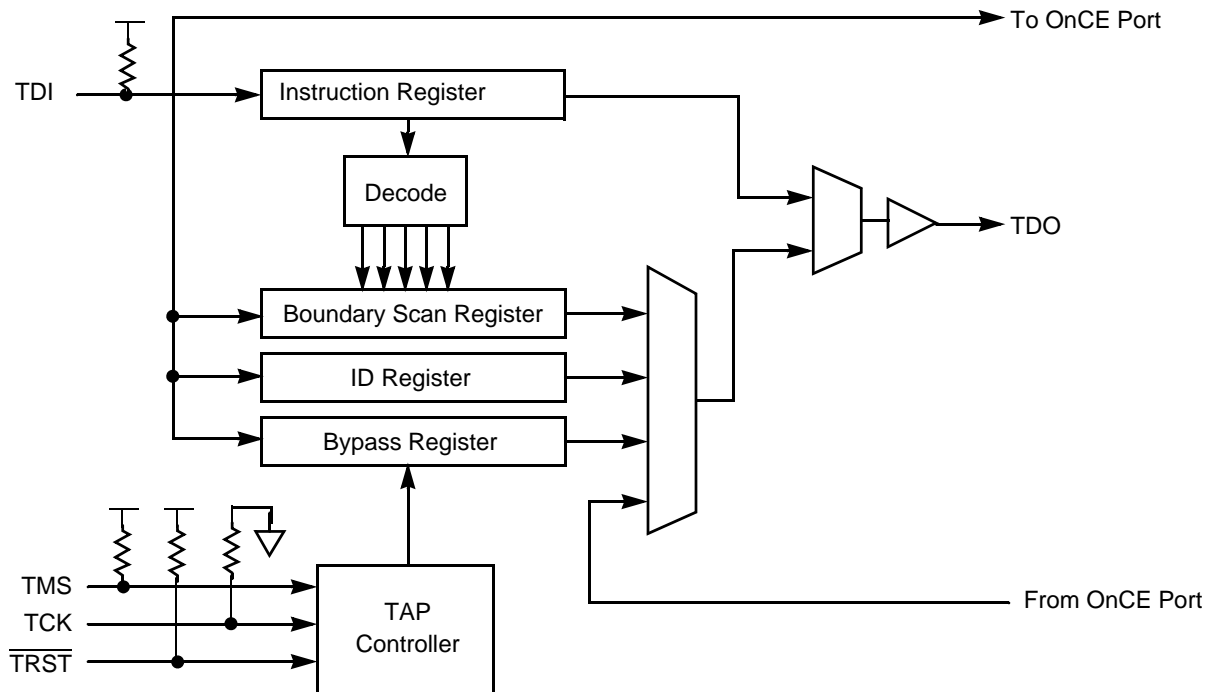 To OnCE Port
TDI
Instruction Register
Decode
TDO
Boundary Scan Register
ID Register
Bypass Register
TMS
TCK
TRST
TAP
Controller
From OnCE Port